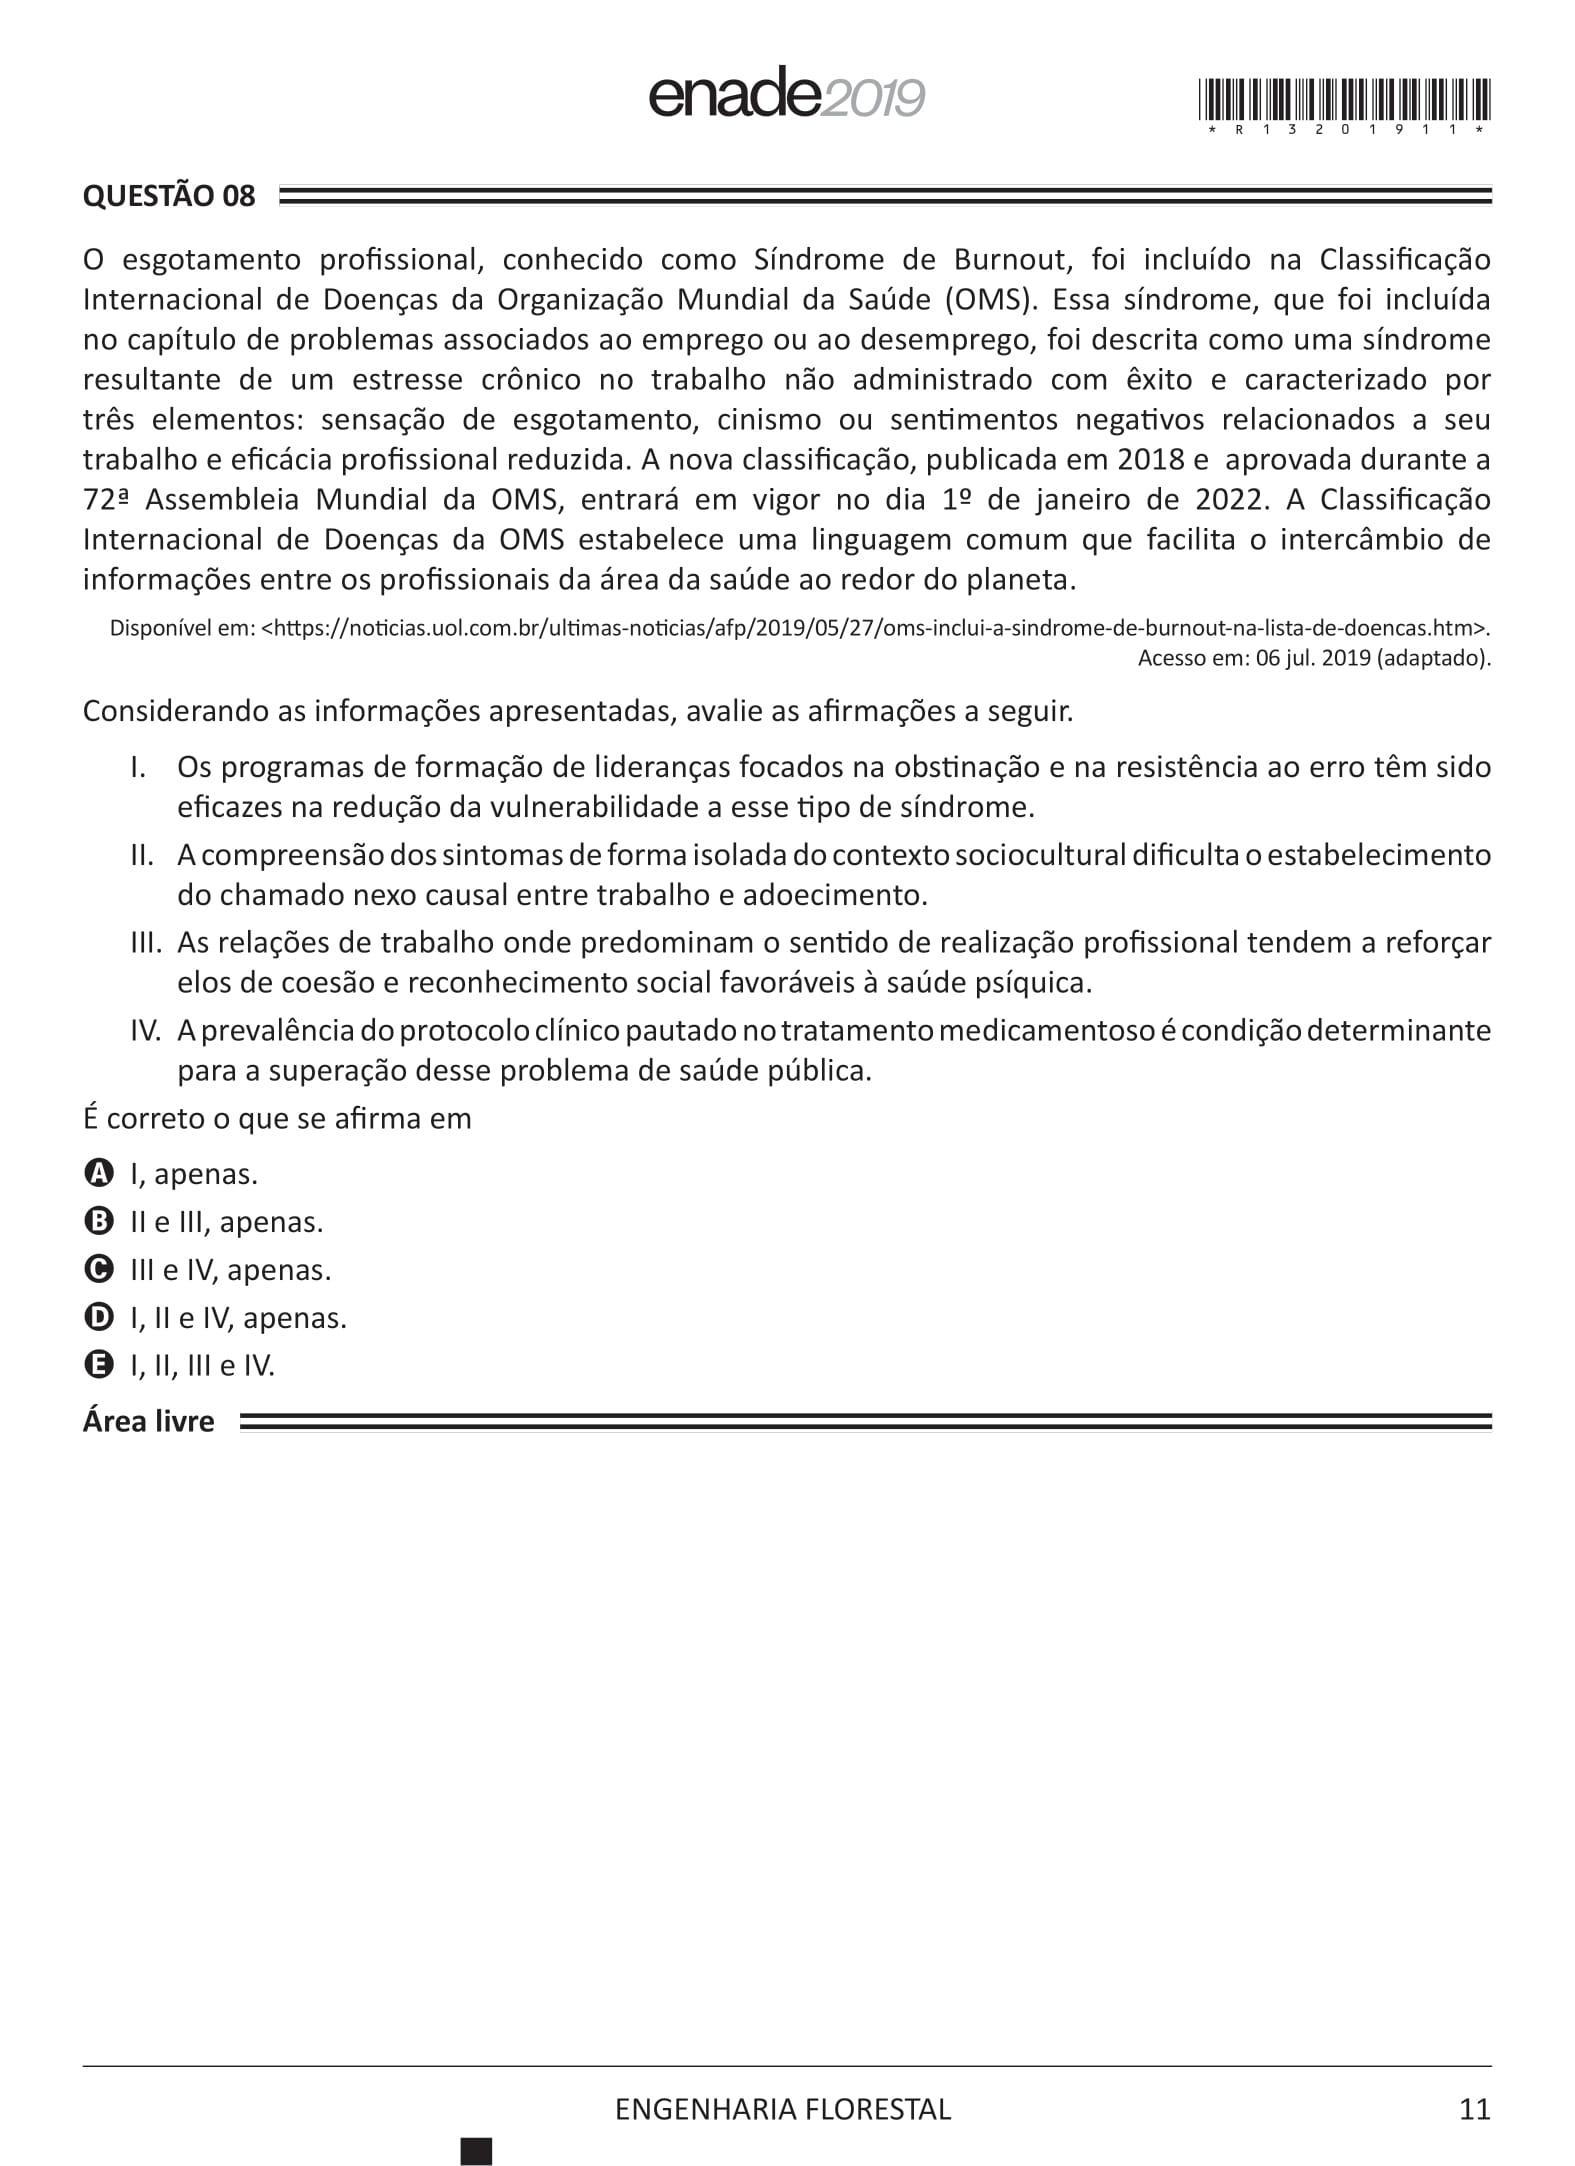 enade2019
*R13201911*
QUESTÃO 08
O esgotamento profissional, conhecido como Síndrome de Burnout, foi incluído na Classificação
Internacional de Doenças da Organização Mundial da Saúde (OMS). Essa síndrome, que foi incluída
no capítulo de problemas associados ao emprego ou ao desemprego, foi descrita como uma síndrome
resultante de um estresse crônico no trabalho não administrado com êxito e caracterizado por
três elementos: sensação de esgotamento, cinismo ou sentimentos negativos relacionados a seu
trabalho e eficácia profissional reduzida. A nova classificação, publicada em 2018 e aprovada durante a
72ª Assembleia Mundial da OMS, entrará em vigor no dia 1º de janeiro de 2022. A Classificação
Internacional de Doenças da OMS estabelece uma linguagem comum que facilita o intercâmbio de
informações entre os profissionais da área da saúde ao redor do planeta.
Disponível em: <https://noticias.uol.com.br/ultimas-noticias/afp/2019/05/27/oms-inclui-a-sindrome-de-burnout-na-lista-de-doencas.htm>.
Acesso em: 06 jul. 2019 (adaptado).
Considerando as informações apresentadas, avalie as afirmações a seguir.
I. Os programas de formação de lideranças focados na obstinação e na resistência ao erro têm sido
eficazes na redução da vulnerabilidade a esse tipo de síndrome.
II. A compreensão dos sintomas de forma isolada do contexto sociocultural dificulta o estabelecimento
do chamado nexo causal entre trabalho e adoecimento.
III. As relações de trabalho onde predominam o sentido de realização profissional tendem a reforçar
elos de coesão e reconhecimento social favoráveis à saúde psíquica.
IV. A prevalência do protocolo clínico pautado no tratamento medicamentoso é condição determinante
para a superação desse problema de saúde pública.
É correto o que se afirma em
A I, apenas.
B II e III, apenas.
C III e IV, apenas.
D I, II e IV, apenas.
E I, II, III e IV.
Área livre
ENGENHARIA FLORESTAL
11